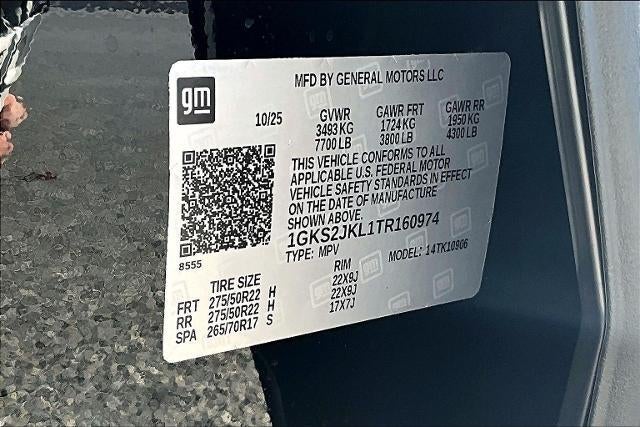 gm
MFD BY GENERAL MOTORS LLC
10/25
GVWR GAWR FRT GAWR RR
3493 KG 1724 KG 1950 KG
7700 LB 3800 LB 4300 LB
THIS VEHICLE CONFORMS TO ALL
APPLICABLE U.S. FEDERAL MOTOR
VEHICLE SAFETY STANDARDS IN EFFECT
ON THE DATE OF MANUFACTURE
SHOWN ABOVE.
1GKS2JKL1TR160974
TYPE: MPV MODEL: 14TK10906
8555
TIRE SIZE RIM
FRT 275/50R22 H 22X9J
RR 275/50R22 H 22X9J
SPA 265/70R17 S 17X7J